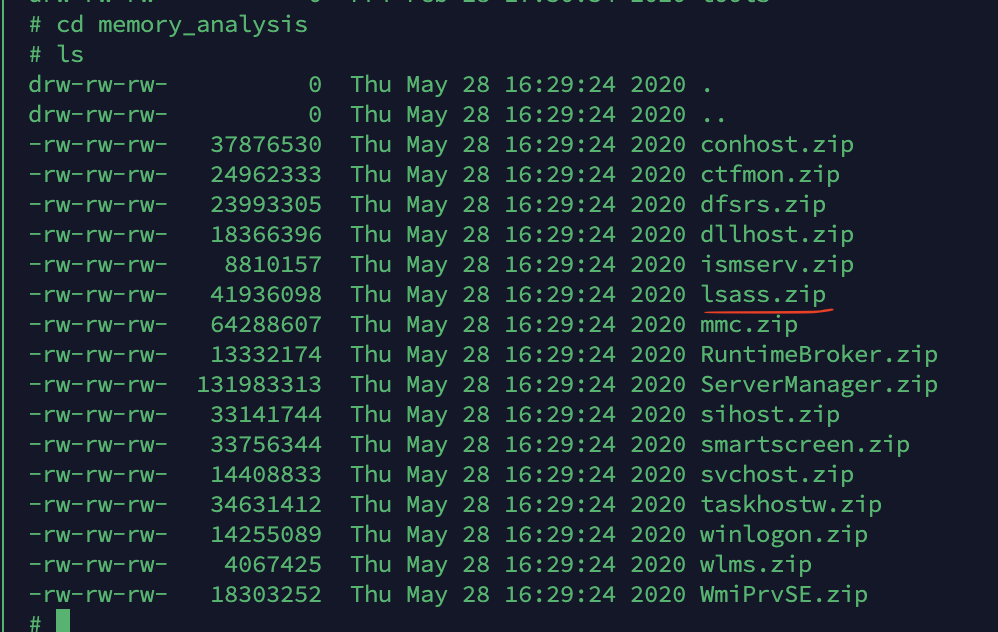 # cd memory_analysis
# ls
drw-rw-rw- 0 Thu May 28 16:29:24 2020 .
drw-rw-rw- 0 Thu May 28 16:29:24 2020 ..
-rw-rw-rw- 37876530 Thu May 28 16:29:24 2020 conhost.zip
-rw-rw-rw- 24962333 Thu May 28 16:29:24 2020 ctfmon.zip
-rw-rw-rw- 23993305 Thu May 28 16:29:24 2020 dfsrs.zip
-rw-rw-rw- 18366396 Thu May 28 16:29:24 2020 dllhost.zip
-rw-rw-rw- 8810157 Thu May 28 16:29:24 2020 ismserv.zip
-rw-rw-rw- 41936098 Thu May 28 16:29:24 2020 lsass.zip
-rw-rw-rw- 64288607 Thu May 28 16:29:24 2020 mmc.zip
-rw-rw-rw- 13332174 Thu May 28 16:29:24 2020 RuntimeBroker.zip
-rw-rw-rw- 131983313 Thu May 28 16:29:24 2020 ServerManager.zip
-rw-rw-rw- 33141744 Thu May 28 16:29:24 2020 sihost.zip
-rw-rw-rw- 33756344 Thu May 28 16:29:24 2020 smartscreen.zip
-rw-rw-rw- 14408833 Thu May 28 16:29:24 2020 svchost.zip
-rw-rw-rw- 34631412 Thu May 28 16:29:24 2020 taskhostw.zip
-rw-rw-rw- 14255089 Thu May 28 16:29:24 2020 winlogon.zip
-rw-rw-rw- 4067425 Thu May 28 16:29:24 2020 wlms.zip
-rw-rw-rw- 18303252 Thu May 28 16:29:24 2020 WmiPrvSE.zip
#